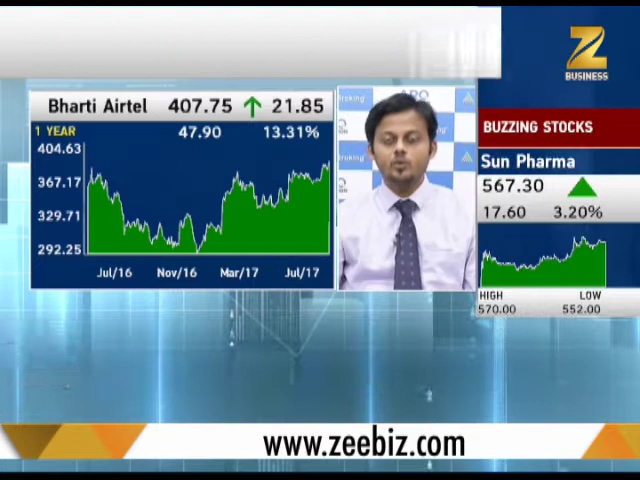 Z
BUSINESS
Bharti Airtel 407.75 21.85
1 YEAR 47.90 13.31%
404.63
367.17
329.71
292.25
Jul/16 Nov/16 Mar/17 Jul/17
Broking
Broking
BUZZING STOCKS
Sun Pharma
567.30
17.60 3.20%
HIGH LOW
570.00 552.00
www.zeebiz.com